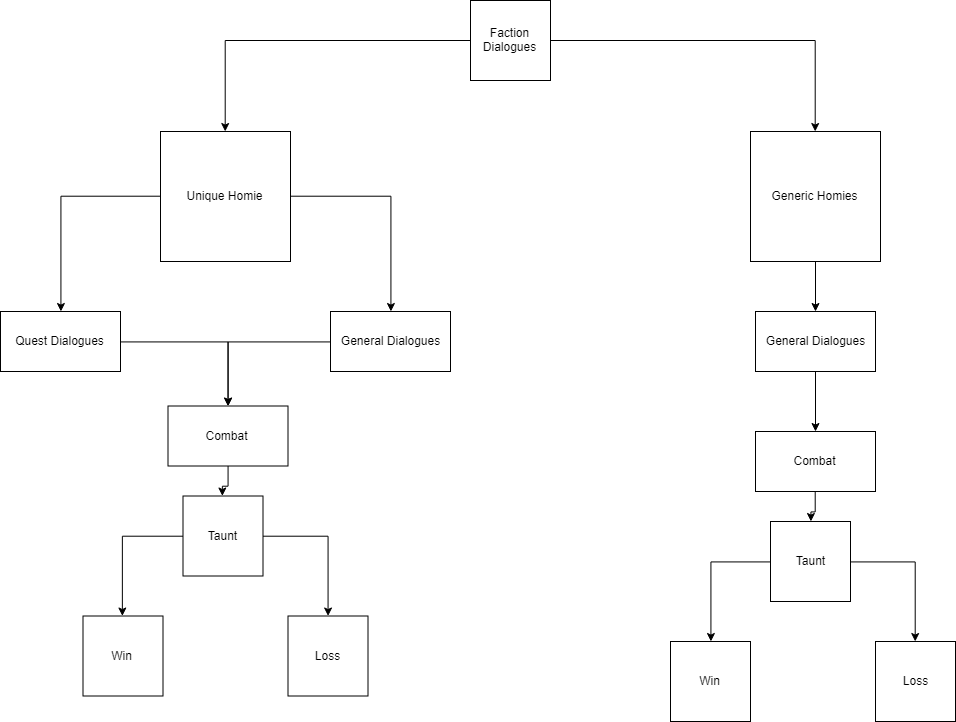 Faction
Dialogues
Unique Homie
Generic Homies
Quest Dialogues
General Dialogues
General Dialogues
Combat
Combat
Taunt
Taunt
Win
Loss
Win
Loss